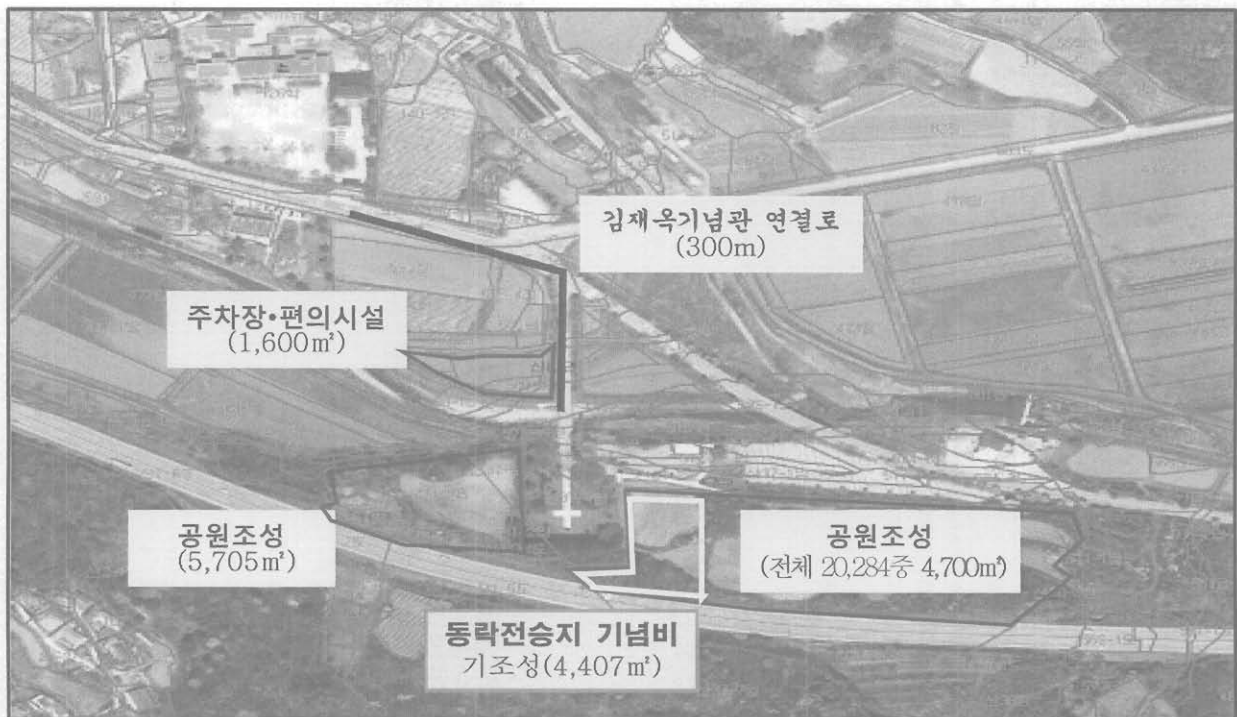 김재옥기념관 연결로
(300m)
주차장•편의시설
(1,600㎡)
공원조성
(5,705㎡)
공원조성
(전체 20,284중 4,700㎡)
동락전승지 기념비
기조성(4,407㎡)